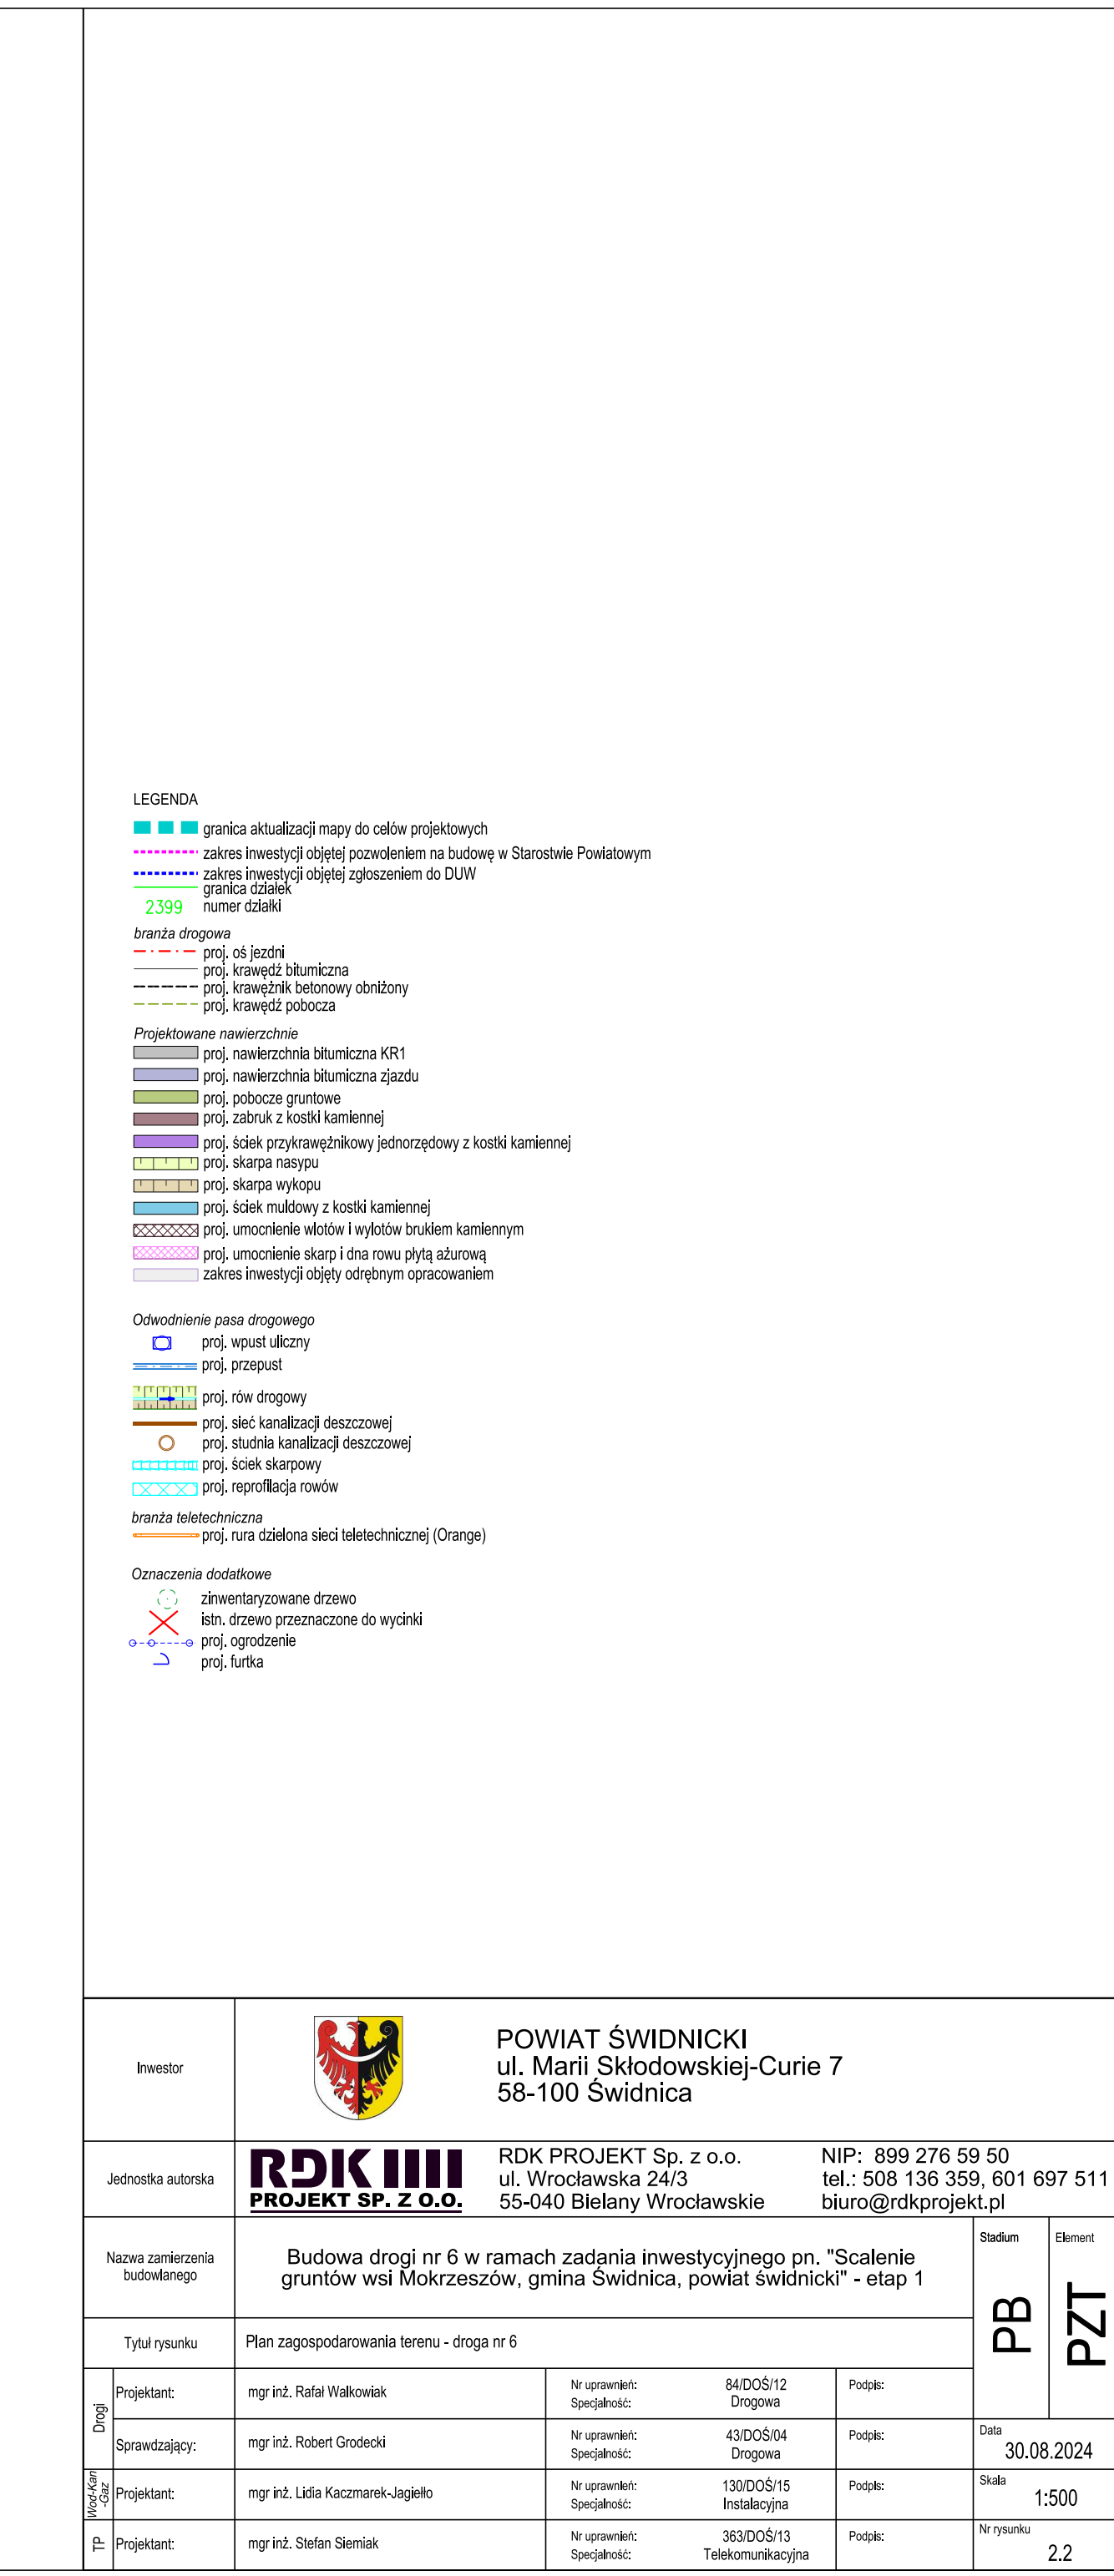 LEGENDA
granica aktualizacji mapy do celów projektowych
zakres inwestycji objętej pozwoleniem na budowę w Starostwie Powiatowym
zakres inwestycji objętej zgłoszeniem do DUW
granica działek
2399 numer działki
branża drogowa
proj. oś jezdni
proj. krawędź bitumiczna
proj. krawężnik betonowy obniżony
proj. krawędź pobocza
Projektowane nawierzchnie
proj. nawierzchnia bitumiczna KR1
proj. nawierzchnia bitumiczna zjazdu
proj. pobocze gruntowe
proj. zabruk z kostki kamiennej
proj. ściek przykrawężnikowy jednorzędowy z kostki kamiennej
proj. skarpa nasypu
proj. skarpa wykopu
proj. ściek muldowy z kostki kamiennej
proj. umocnienie wlotów i wylotów brukiem kamiennym
proj. umocnienie skarp i dna rowu płytą ażurową
zakres inwestycji objęty odrębnym opracowaniem
Odwodnienie pasa drogowego
proj. wpust uliczny
proj. przepust
proj. rów drogowy
proj. sieć kanalizacji deszczowej
proj. studnia kanalizacji deszczowej
proj. ściek skarpowy
proj. reprofilacja rowów
branża teletechniczna
proj. rura dzielona sieci teletechnicznej (Orange)
Oznaczenia dodatkowe
zinwentaryzowane drzewo
istn. drzewo przeznaczone do wycinki
proj. ogrodzenie
proj. furtka
Inwestor
POWIAT ŚWIDNICKI
ul. Marii Skłodowskiej-Curie 7
58-100 Świdnica
Jednostka autorska
RDK
PROJEKT SP. Z O.O.
RDK PROJEKT Sp. z o.o.
ul. Wrocławska 24/3
55-040 Bielany Wrocławskie
NIP: 899 276 59 50
tel.: 508 136 359, 601 697 511
biuro@rdkprojekt.pl
Nazwa zamierzenia
budowlanego
Budowa drogi nr 6 w ramach zadania inwestycyjnego pn. "Scalenie
gruntów wsi Mokrzeszów, gmina Świdnica, powiat świdnicki" - etap 1
Stadium
PB
Element
PZT
Tytuł rysunku
Plan zagospodarowania terenu - droga nr 6
Drogi
Projektant:
mgr inż. Rafał Walkowiak
Nr uprawnień: 84/DOŚ/12
Specjalność: Drogowa
Podpis:
Sprawdzający:
mgr inż. Robert Grodecki
Nr uprawnień: 43/DOŚ/04
Specjalność: Drogowa
Podpis:
Data
30.08.2024
Wod-Kan
-Gaz
Projektant:
mgr inż. Lidia Kaczmarek-Jagiełło
Nr uprawnień: 130/DOŚ/15
Specjalność: Instalacyjna
Podpis:
Skala
1:500
TP
Projektant:
mgr inż. Stefan Siemiak
Nr uprawnień: 363/DOŚ/13
Specjalność: Telekomunikacyjna
Podpis:
Nr rysunku
2.2